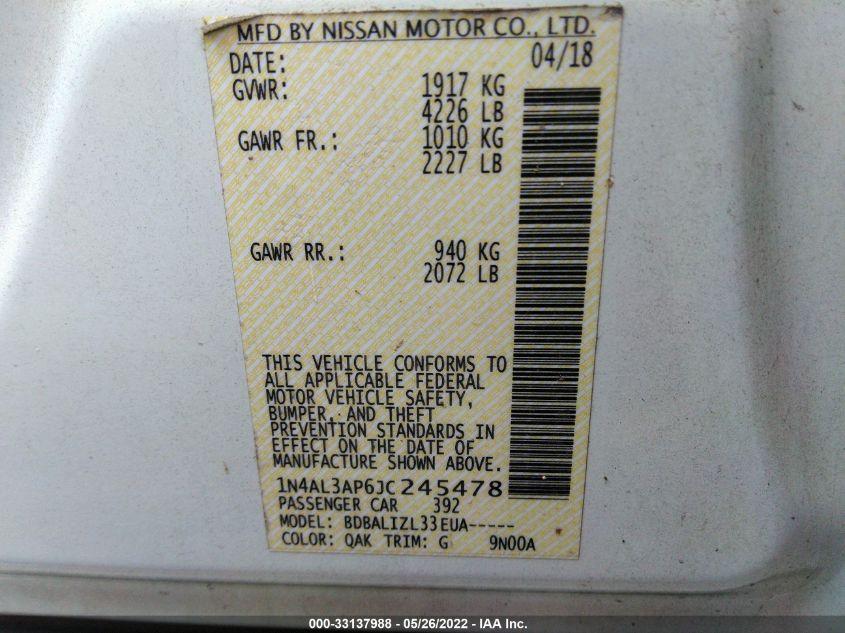 MFD BY NISSAN MOTOR CO., LTD.
DATE: 04/18
GVWR: 1917 KG
4226 LB
GAWR FR.: 1010 KG
2227 LB
GAWR RR.: 940 KG
2072 LB
THIS VEHICLE CONFORMS TO
ALL APPLICABLE FEDERAL
MOTOR VEHICLE SAFETY,
BUMPER, AND THEFT
PREVENTION STANDARDS IN
EFFECT ON THE DATE OF
MANUFACTURE SHOWN ABOVE.
1N4AL3AP6JC245478
PASSENGER CAR 392
MODEL: BDBALIZL33EUA-----
COLOR: QAK TRIM: G 9N00A
000-33137988 - 05/26/2022 - IAA Inc.